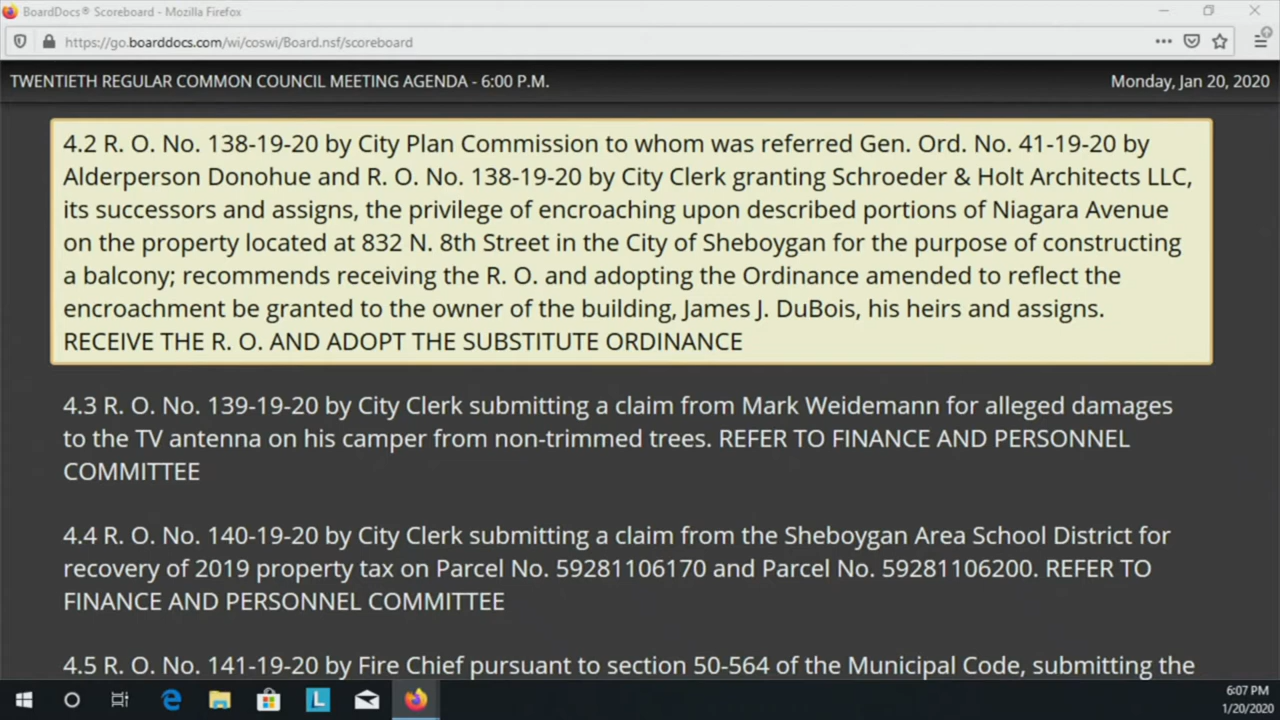 BoardDocs® Scoreboard - Mozilla Firefox
https://go.boarddocs.com/wi/coswi/Board.nsf/scoreboard
TWENTIETH REGULAR COMMON COUNCIL MEETING AGENDA - 6:00 P.M.
Monday, Jan 20, 2020
4.2 R. O. No. 138-19-20 by City Plan Commission to whom was referred Gen. Ord. No. 41-19-20 by
Alderperson Donohue and R. O. No. 138-19-20 by City Clerk granting Schroeder & Holt Architects LLC,
its successors and assigns, the privilege of encroaching upon described portions of Niagara Avenue
on the property located at 832 N. 8th Street in the City of Sheboygan for the purpose of constructing
a balcony; recommends receiving the R. O. and adopting the Ordinance amended to reflect the
encroachment be granted to the owner of the building, James J. DuBois, his heirs and assigns.
RECEIVE THE R. O. AND ADOPT THE SUBSTITUTE ORDINANCE
4.3 R. O. No. 139-19-20 by City Clerk submitting a claim from Mark Weidemann for alleged damages
to the TV antenna on his camper from non-trimmed trees. REFER TO FINANCE AND PERSONNEL
COMMITTEE
4.4 R. O. No. 140-19-20 by City Clerk submitting a claim from the Sheboygan Area School District for
recovery of 2019 property tax on Parcel No. 59281106170 and Parcel No. 59281106200. REFER TO
FINANCE AND PERSONNEL COMMITTEE
4.5 R. O. No. 141-19-20 by Fire Chief pursuant to section 50-564 of the Municipal Code, submitting the
L
6:07 PM
1/20/2020